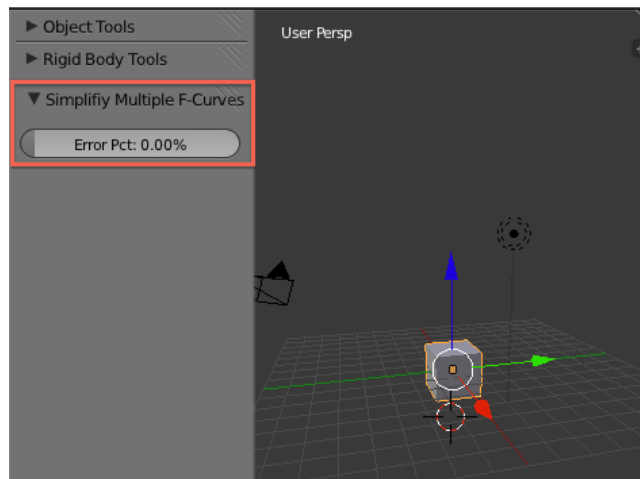 Object Tools
User Persp
Rigid Body Tools
Simplifiy Multiple F-Curves
Error Pct: 0.00%